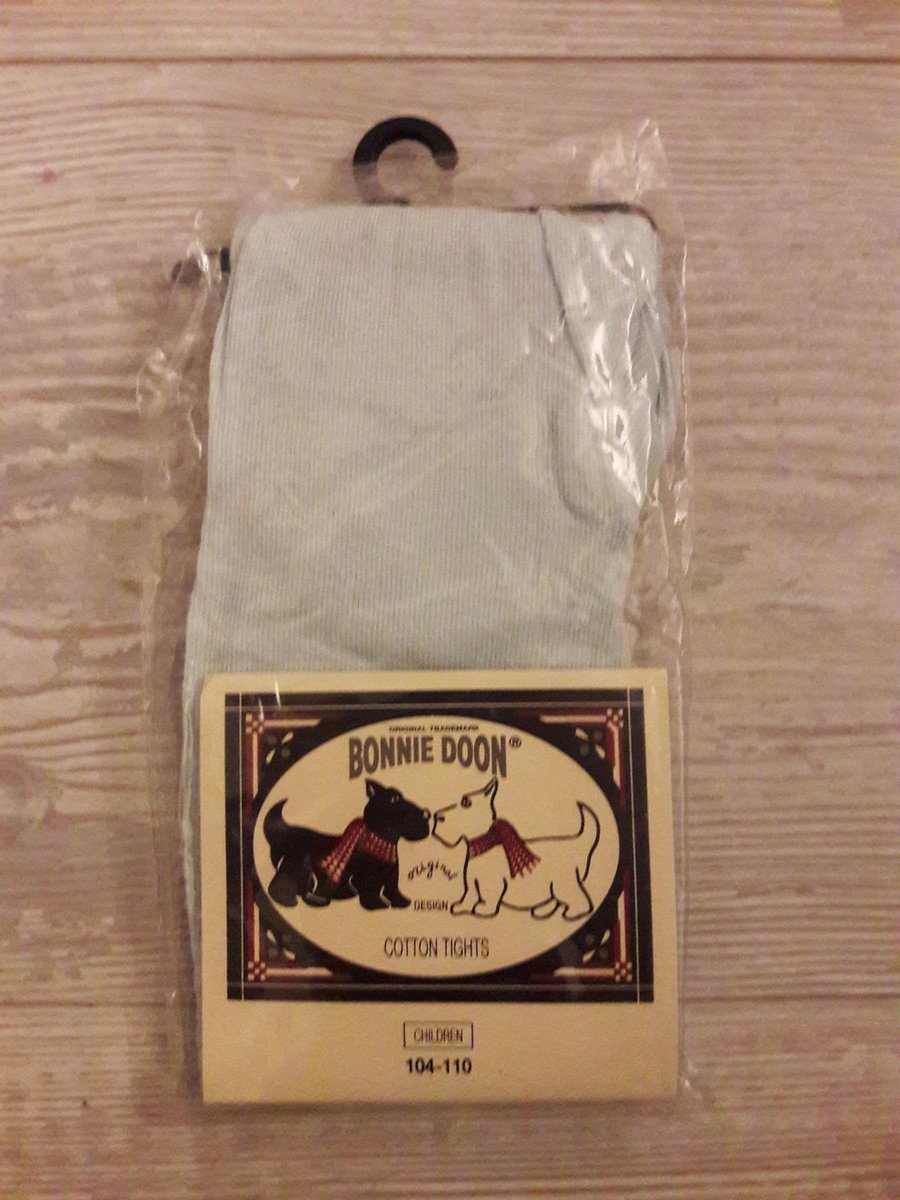 ORIGINAL TRADEMARK
BONNIE DOON®
original
DESIGN
COTTON TIGHTS
CHILDREN
104-110